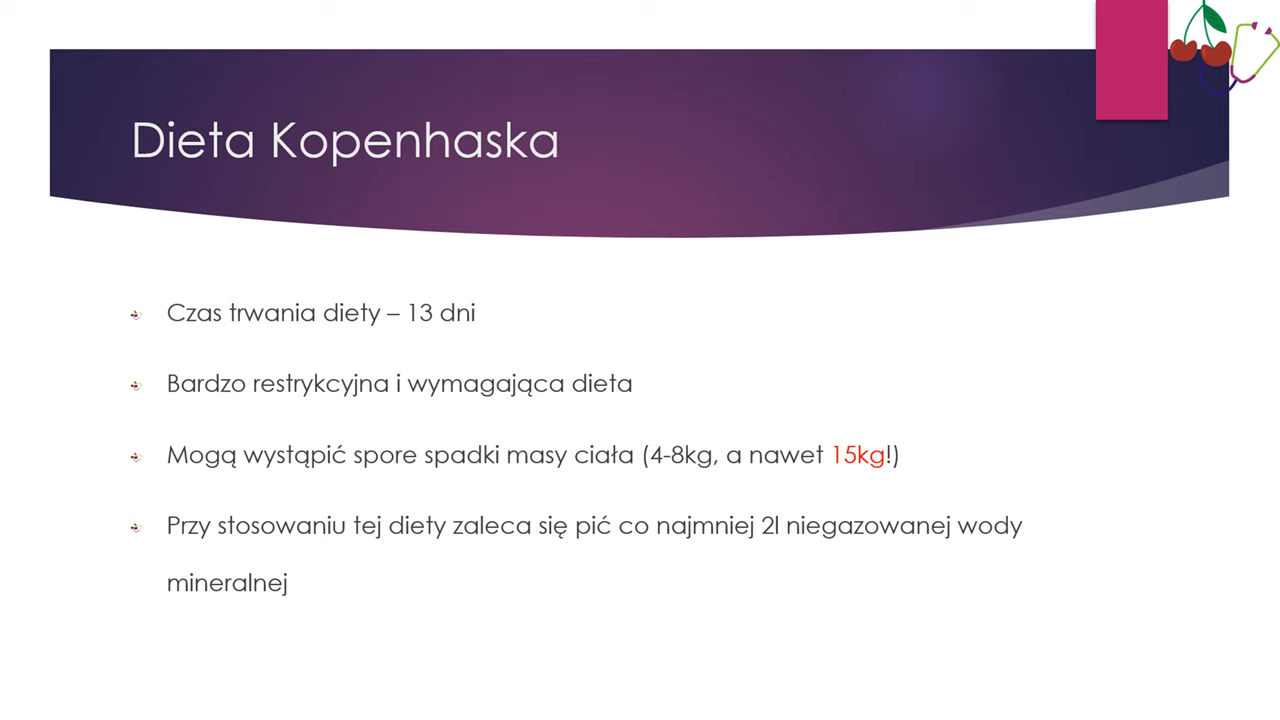 Dieta Kopenhaska
Czas trwania diety – 13 dni
Bardzo restrykcyjna i wymagająca dieta
Mogą wystąpić spore spadki masy ciała (4-8kg, a nawet 15kg!)
Przy stosowaniu tej diety zaleca się pić co najmniej 2l niegazowanej wody
mineralnej